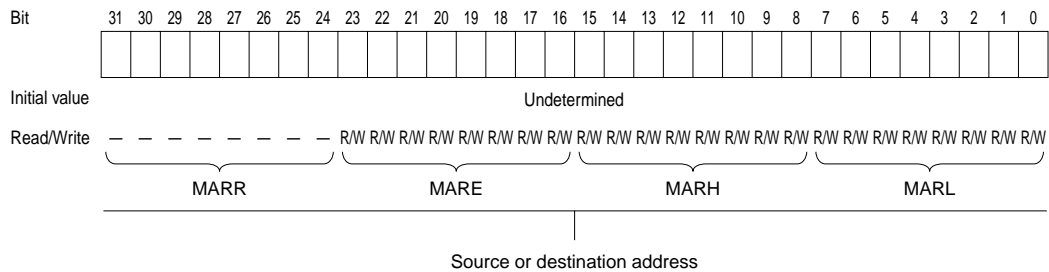 Bit 31 30 29 28 27 26 25 24 23 22 21 20 19 18 17 16 15 14 13 12 11 10 9 8 7 6 5 4 3 2 1 0
Initial value Undetermined
Read/Write — — — — — — — — R/W R/W R/W R/W R/W R/W R/W R/W R/W R/W R/W R/W R/W R/W R/W R/W R/W R/W R/W R/W R/W R/W R/W R/W
MARR MARE MARH MARL
Source or destination address